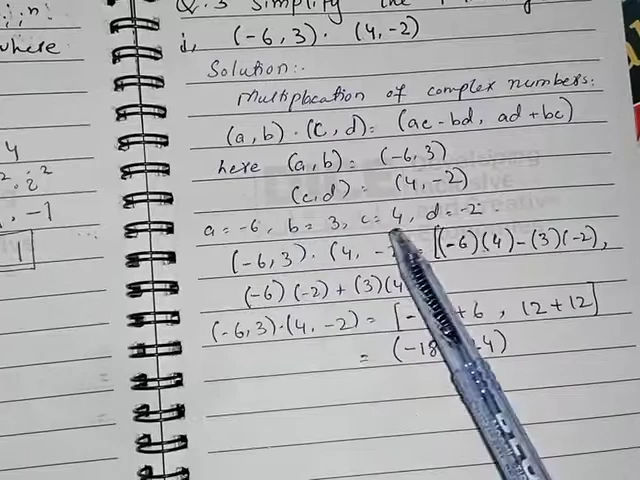 where
4
-1
1
Q.3 Simplify the
i, (-6,3). (4,-2)
Solution:.
Multiplacation of complex numbers:
(a,b).(c,d)= (ac-bd, ad+bc)
here (a,b)= (-6,3)
(c,d)= (4,-2)
a=-6, b=3, c=4, d=-2.
(-6,3).(4,- [(-6)(4)-(3)(-2),
(-6)(-2)+(3)(4
(-6,3).(4,-2)= [- +6, 12+12]
= (-18 4)